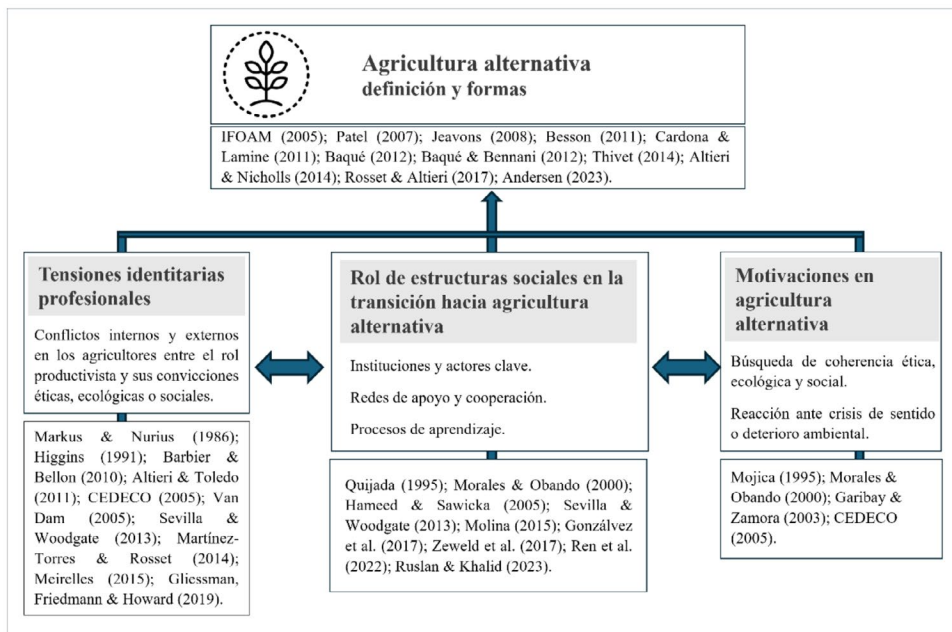 Agricultura alternativa
definición y formas
IFOAM (2005); Patel (2007); Jeavons (2008); Besson (2011); Cardona &
Lamine (2011); Baqué (2012); Baqué & Bennani (2012); Thivet (2014); Altieri
& Nicholls (2014); Rosset & Altieri (2017); Andersen (2023).
Tensiones identitarias
profesionales
Conflictos internos y externos
en los agricultores entre el rol
productivista y sus convicciones
éticas, ecológicas o sociales.
Markus & Nurius (1986);
Higgins (1991); Barbier &
Bellon (2010); Altieri & Toledo
(2011); CEDECO (2005); Van
Dam (2005); Sevilla &
Woodgate (2013); Martínez-
Torres & Rosset (2014);
Meirelles (2015); Gliessman,
Friedmann & Howard (2019).
Rol de estructuras sociales en la
transición hacia agricultura
alternativa
Instituciones y actores clave.
Redes de apoyo y cooperación.
Procesos de aprendizaje.
Quijada (1995); Morales & Obando (2000);
Hameed & Sawicka (2005); Sevilla &
Woodgate (2013); Molina (2015); Gonzálvez
et al. (2017); Zeweld et al. (2017); Ren et al.
(2022); Ruslan & Khalid (2023).
Motivaciones en
agricultura
alternativa
Búsqueda de coherencia ética,
ecológica y social.
Reacción ante crisis de sentido
o deterioro ambiental.
Mojica (1995); Morales &
Obando (2000); Garibay &
Zamora (2003); CEDECO
(2005).